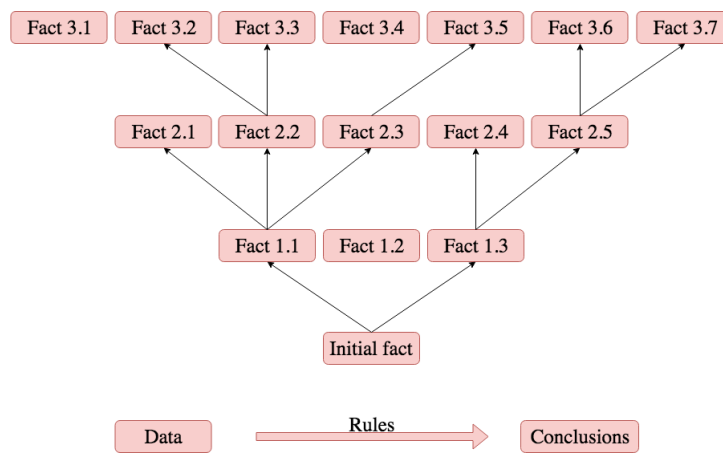 Fact 3.1 Fact 3.2 Fact 3.3 Fact 3.4 Fact 3.5 Fact 3.6 Fact 3.7
Fact 2.1 Fact 2.2 Fact 2.3 Fact 2.4 Fact 2.5
Fact 1.1 Fact 1.2 Fact 1.3
Initial fact
Data Rules Conclusions